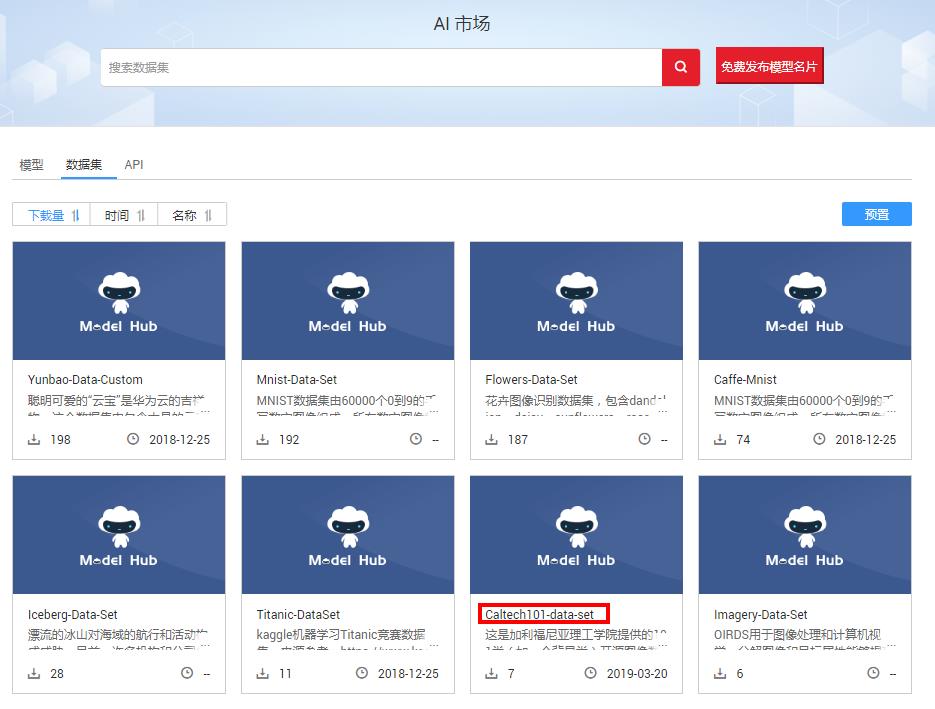 AI 市场
搜索数据集
免费发布模型名片
模型 数据集 API
下载量 时间 名称 预置
Model Hub Model Hub Model Hub Model Hub
Yunbao-Data-Custom Mnist-Data-Set Flowers-Data-Set Caffe-Mnist
聪明可爱的“云宝”是华为云的吉祥 MNIST数据集由60000个0到9的手 花卉图像识别数据集，包含dandel MNIST数据集由60000个0到9的手
198 2018-12-25 192 -- 187 -- 74 2018-12-25
Model Hub Model Hub Model Hub Model Hub
Iceberg-Data-Set Titanic-DataSet Caltech101-data-set Imagery-Data-Set
漂流的冰山对海域的航行和活动构 kaggle机器学习Titanic竞赛数据 这是加利福尼亚理工学院提供的10 OIRDS用于图像处理和计算机视
28 -- 11 2018-12-25 7 2019-03-20 6 --